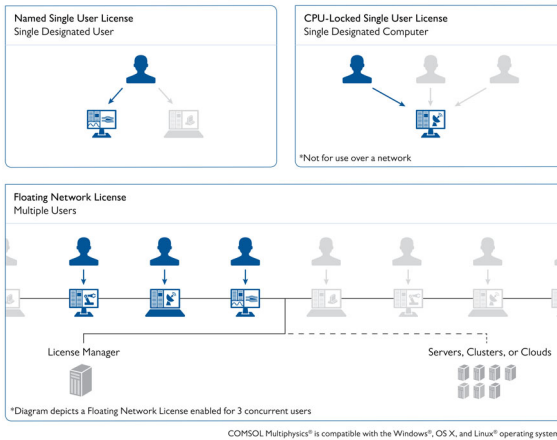 Named Single User License
Single Designated User
CPU-Locked Single User License
Single Designated Computer
*Not for use over a network
Floating Network License
Multiple Users
License Manager
Servers, Clusters, or Clouds
*Diagram depicts a Floating Network License enabled for 3 concurrent users
COMSOL Multiphysics® is compatible with the Windows®, OS X, and Linux® operating